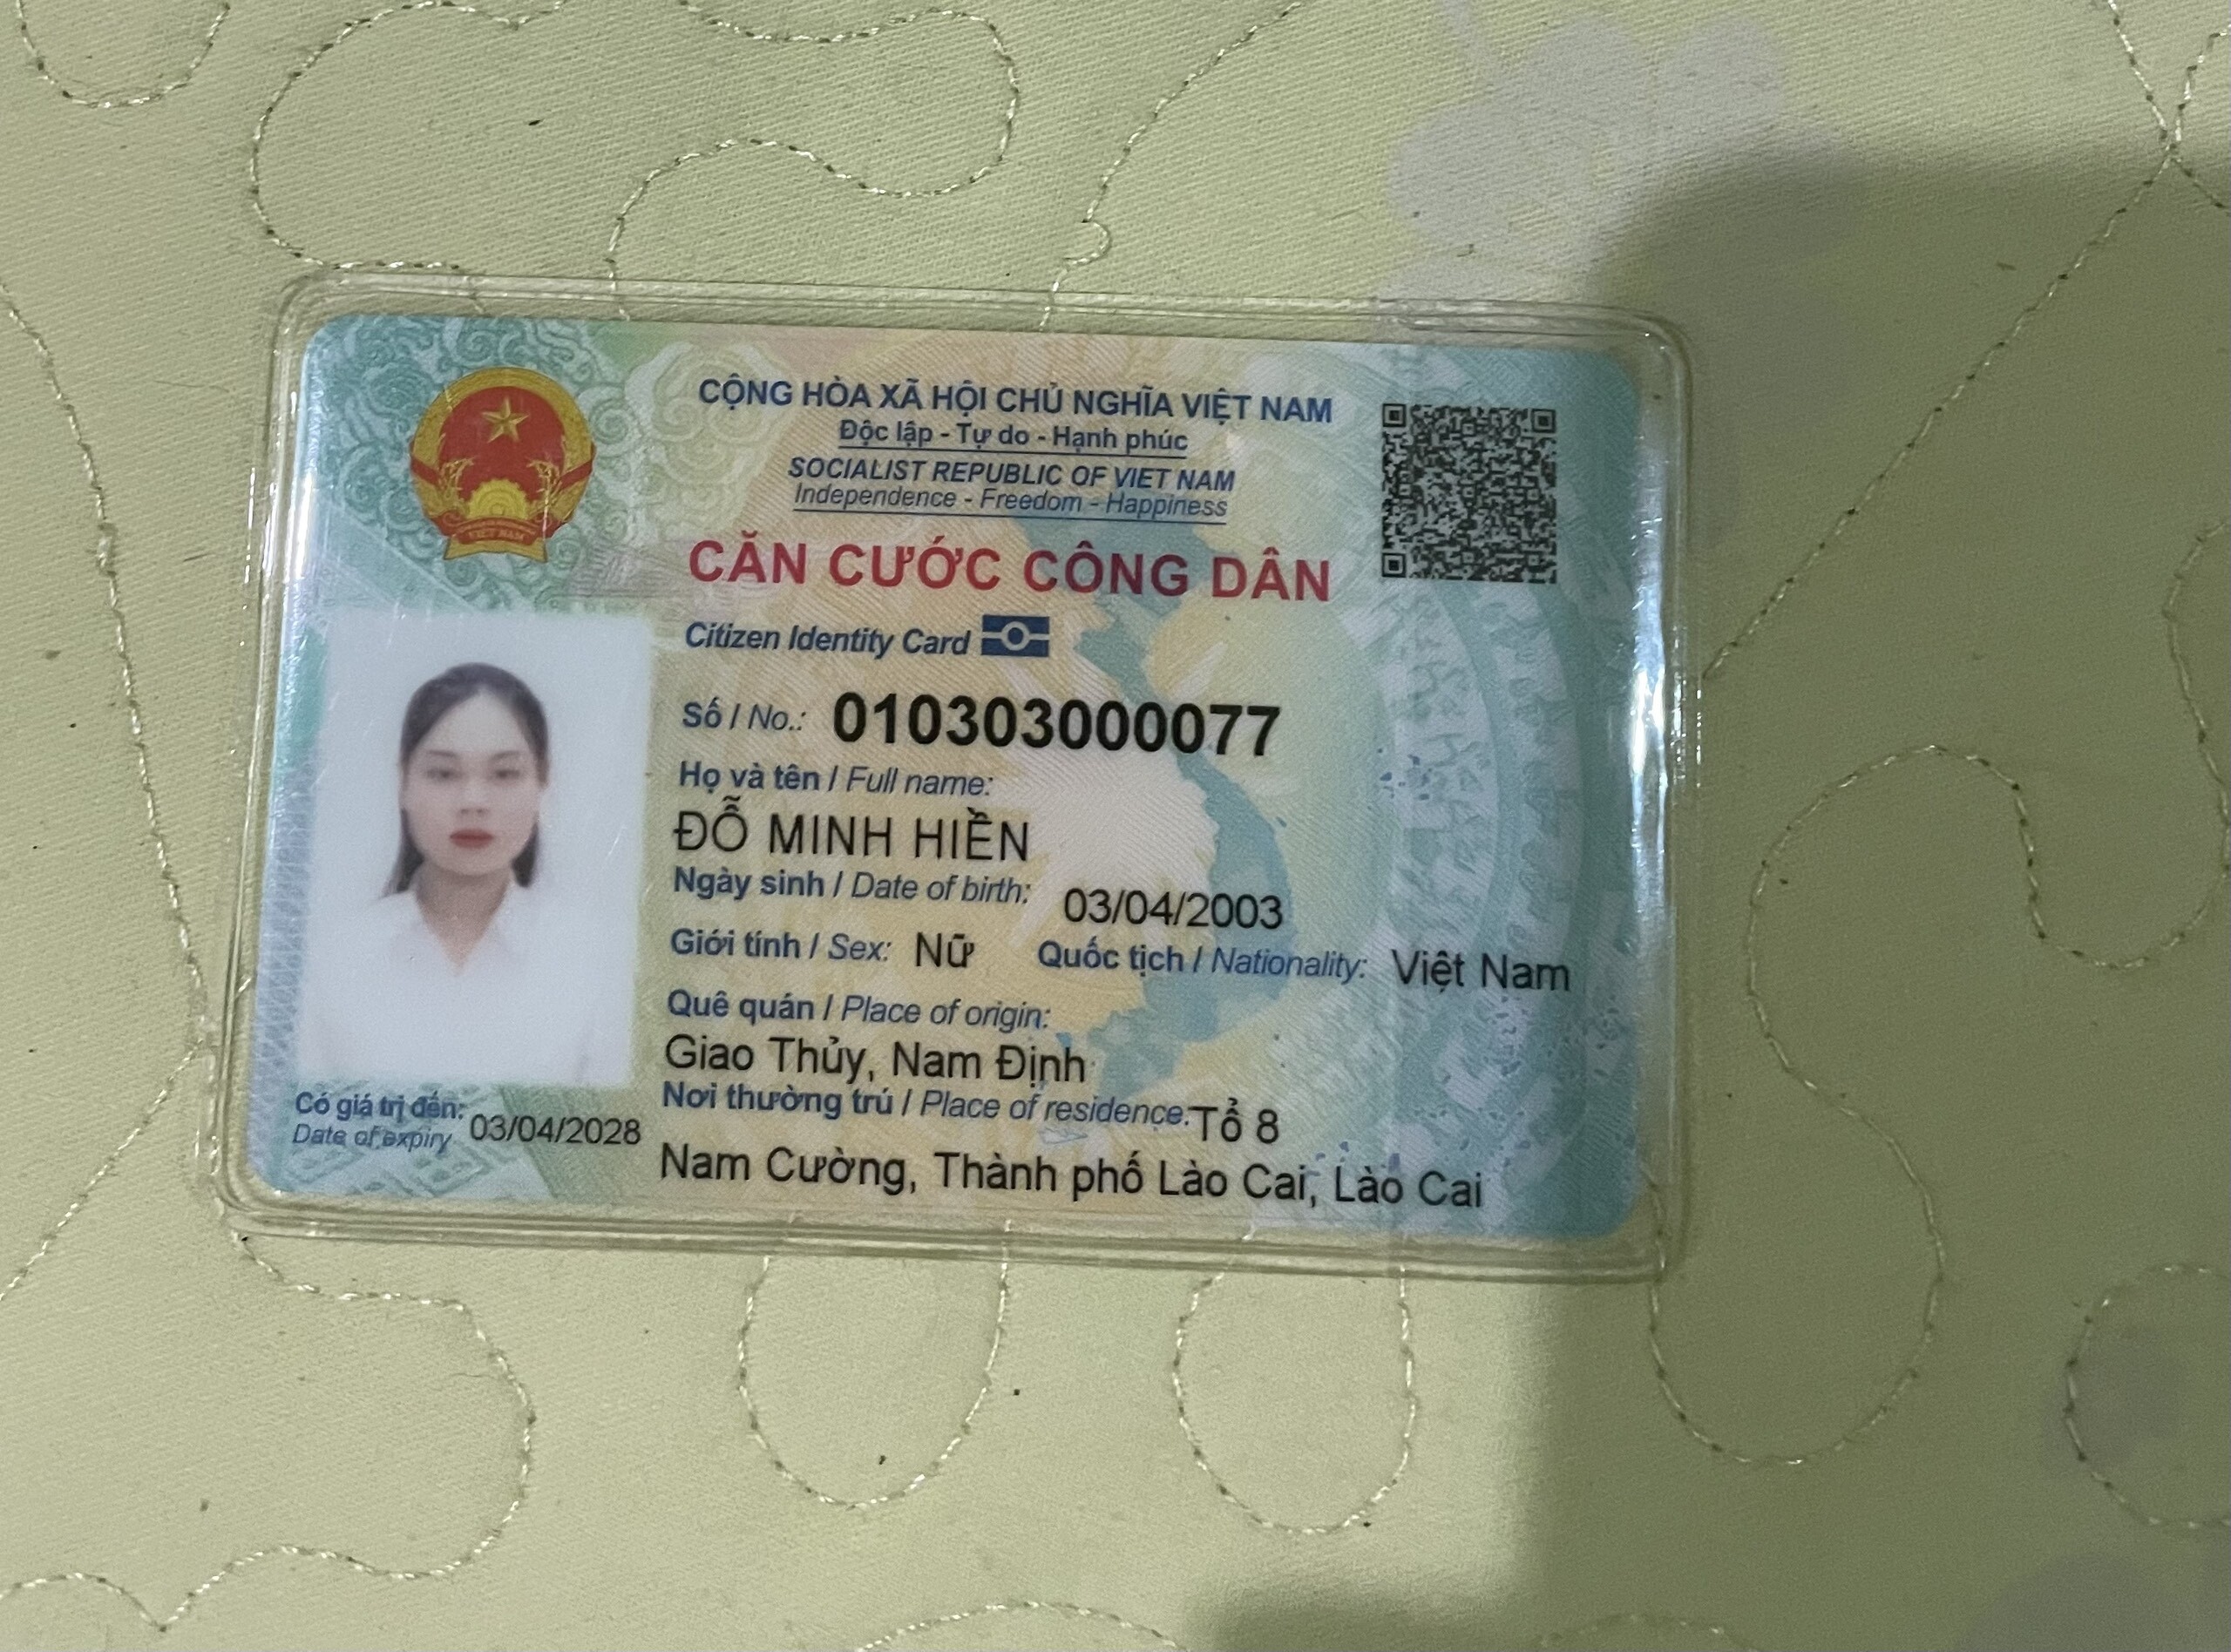 CỘNG HÒA XÃ HỘI CHỦ NGHĨA VIỆT NAM
Độc lập - Tự do - Hạnh phúc
SOCIALIST REPUBLIC OF VIET NAM
Independence - Freedom - Happiness
CĂN CƯỚC CÔNG DÂN
Citizen Identity Card
Số / No.: 010303000077
Họ và tên / Full name:
ĐỖ MINH HIỀN
Ngày sinh / Date of birth: 03/04/2003
Giới tính / Sex: Nữ Quốc tịch / Nationality: Việt Nam
Quê quán / Place of origin:
Giao Thủy, Nam Định
Nơi thường trú / Place of residence: Tổ 8
Nam Cường, Thành phố Lào Cai, Lào Cai
Có giá trị đến: 03/04/2028
Date of expiry
VIỆT NAM